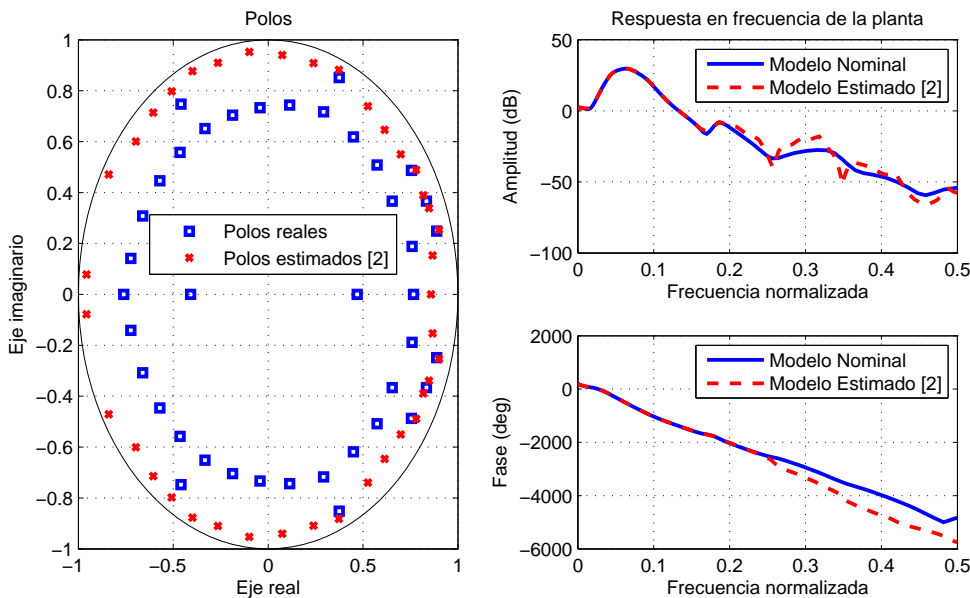 Polos
1
0.8
0.6
0.4
0.2
0
−0.2
−0.4
−0.6
−0.8
−1
Eje imaginario
Polos reales
Polos estimados [2]
−1
−0.5
0
0.5
1
Eje real
Respuesta en frecuencia de la planta
50
0
−50
−100
Amplitud (dB)
Modelo Nominal
Modelo Estimado [2]
0
0.1
0.2
0.3
0.4
0.5
Frecuencia normalizada
2000
0
−2000
−4000
−6000
Fase (deg)
Modelo Nominal
Modelo Estimado [2]
0
0.1
0.2
0.3
0.4
0.5
Frecuencia normalizada